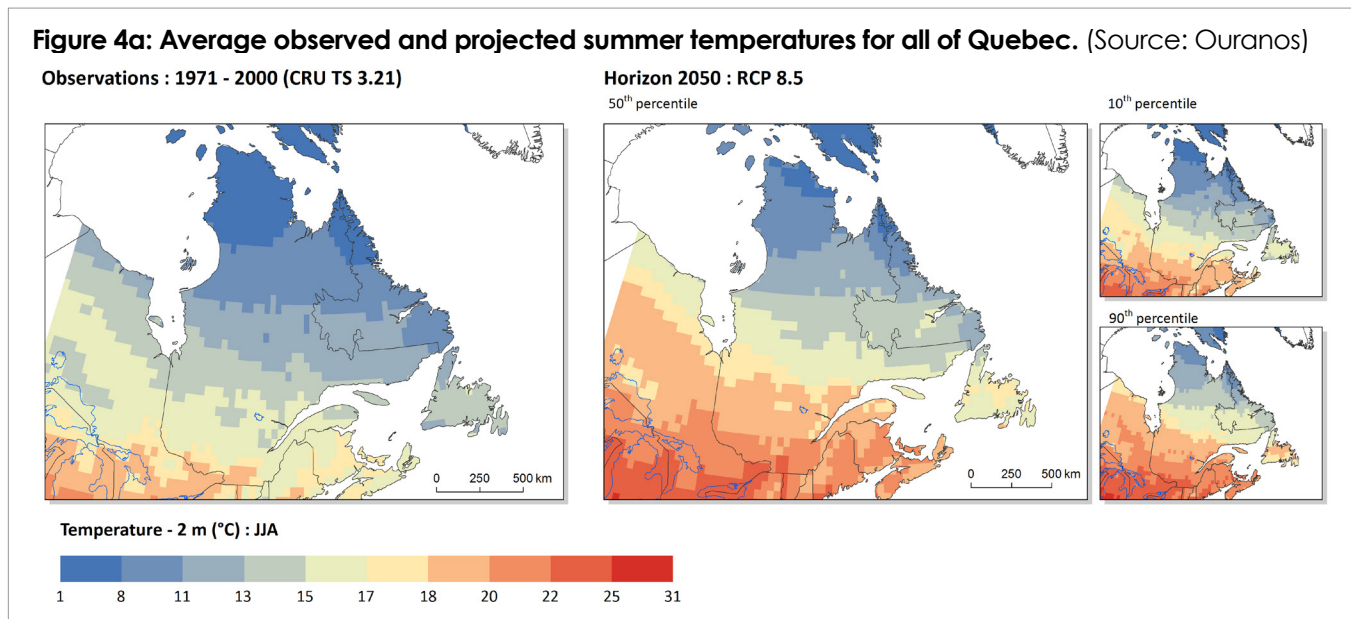 Figure 4a: Average observed and projected summer temperatures for all of Quebec. (Source: Ouranos)
Observations : 1971 - 2000 (CRU TS 3.21)
Horizon 2050 : RCP 8.5
50th percentile
10th percentile
90th percentile
0 250 500 km
0 250 500 km
Temperature - 2 m (°C) : JJA
1 8 11 13 15 17 18 20 22 25 31